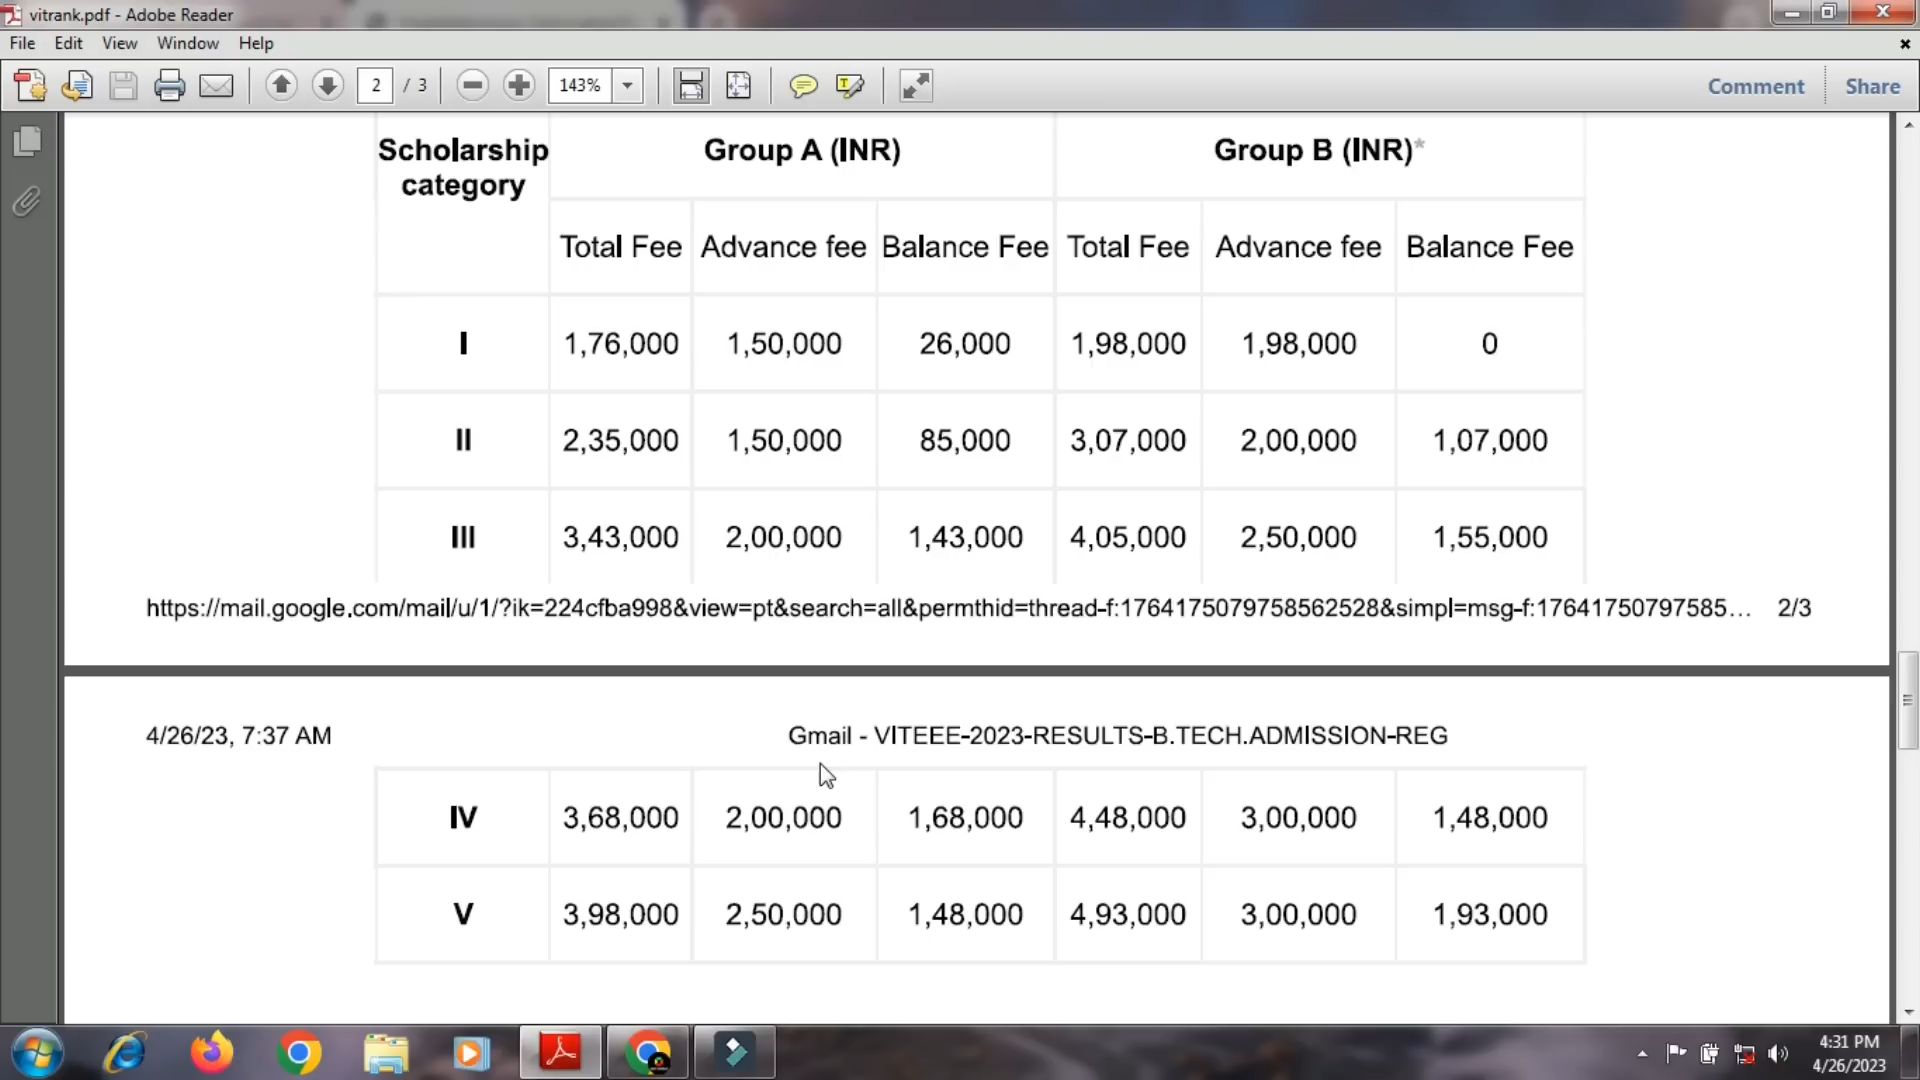 vitrank.pdf - Adobe Reader
File Edit View Window Help
2 / 3 143% Comment Share
Scholarship category Group A (INR) Group B (INR)*
Total Fee Advance fee Balance Fee Total Fee Advance fee Balance Fee
I 1,76,000 1,50,000 26,000 1,98,000 1,98,000 0
II 2,35,000 1,50,000 85,000 3,07,000 2,00,000 1,07,000
III 3,43,000 2,00,000 1,43,000 4,05,000 2,50,000 1,55,000
https://mail.google.com/mail/u/1/?ik=224cfba998&view=pt&search=all&permthid=thread-f:1764175079758562528&simpl=msg-f:17641750797585... 2/3
4/26/23, 7:37 AM Gmail - VITEEE-2023-RESULTS-B.TECH.ADMISSION-REG
IV 3,68,000 2,00,000 1,68,000 4,48,000 3,00,000 1,48,000
V 3,98,000 2,50,000 1,48,000 4,93,000 3,00,000 1,93,000
4:31 PM
4/26/2023